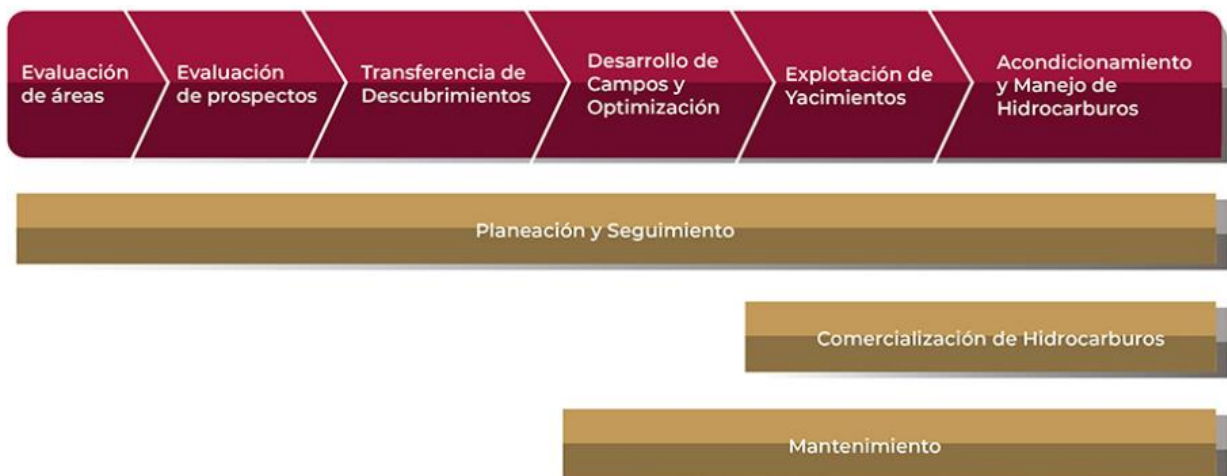 Evaluación
de áreas
Evaluación
de prospectos
Transferencia de
Descubrimientos
Desarrollo de
Campos y
Optimización
Explotación de
Yacimientos
Acondicionamiento
y Manejo de
Hidrocarburos
Planeación y Seguimiento
Comercialización de Hidrocarburos
Mantenimiento